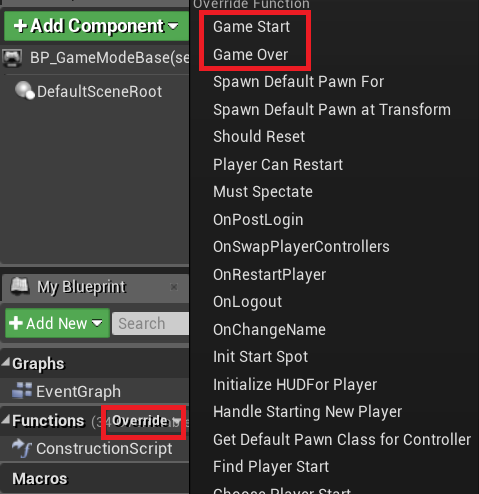 Override Function
Add Component
BP_GameModeBase(se
DefaultSceneRoot
Game Start
Game Over
Spawn Default Pawn For
Spawn Default Pawn at Transform
Should Reset
Player Can Restart
Must Spectate
OnPostLogin
OnSwapPlayerControllers
OnRestartPlayer
OnLogout
OnChangeName
Init Start Spot
Initialize HUDFor Player
Handle Starting New Player
Get Default Pawn Class for Controller
Find Player Start
Choose Player Start
My Blueprint
Add New
Search
Graphs
EventGraph
Functions
Override
ConstructionScript
Macros